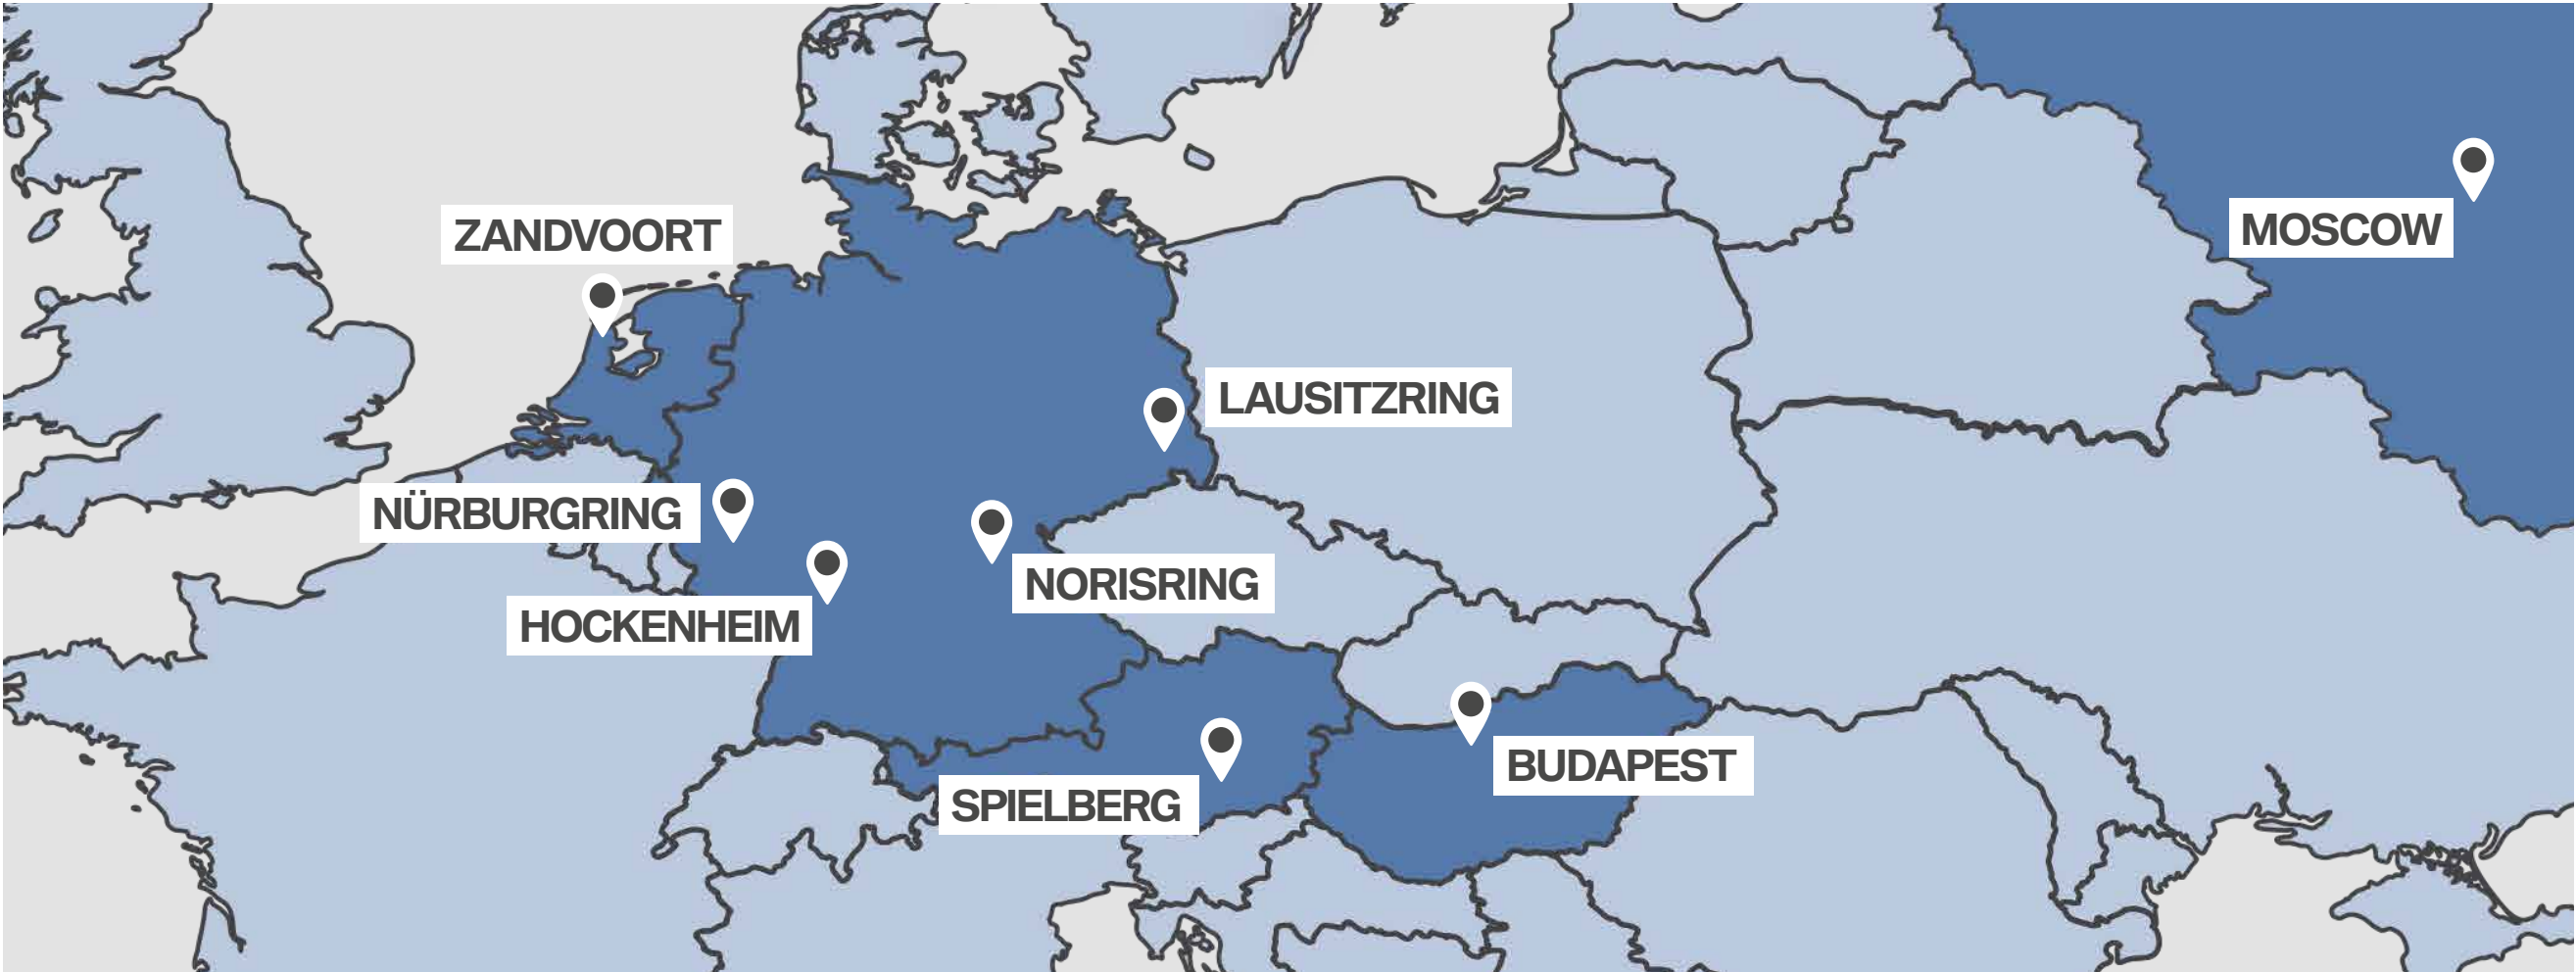 ZANDVOORT
MOSCOW
LAUSITZRING
NÜRBURGRING
NORISRING
HOCKENHEIM
BUDAPEST
SPIELBERG